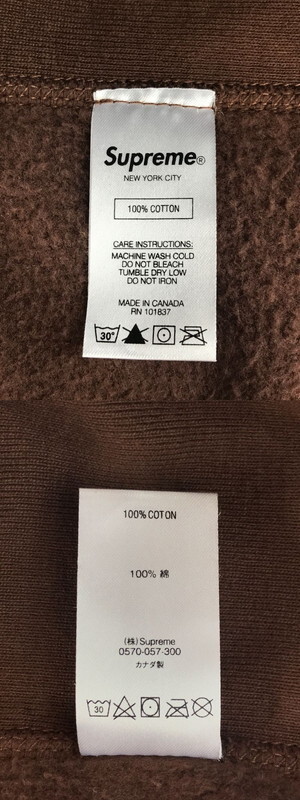 Supreme®
NEW YORK CITY
100% COTTON
CARE INSTRUCTIONS:
MACHINE WASH COLD
DO NOT BLEACH
TUMBLE DRY LOW
DO NOT IRON
MADE IN CANADA
RN 101837
30°
100% COTON
100% 綿
(株) Supreme
0570-057-300
カナダ製
30